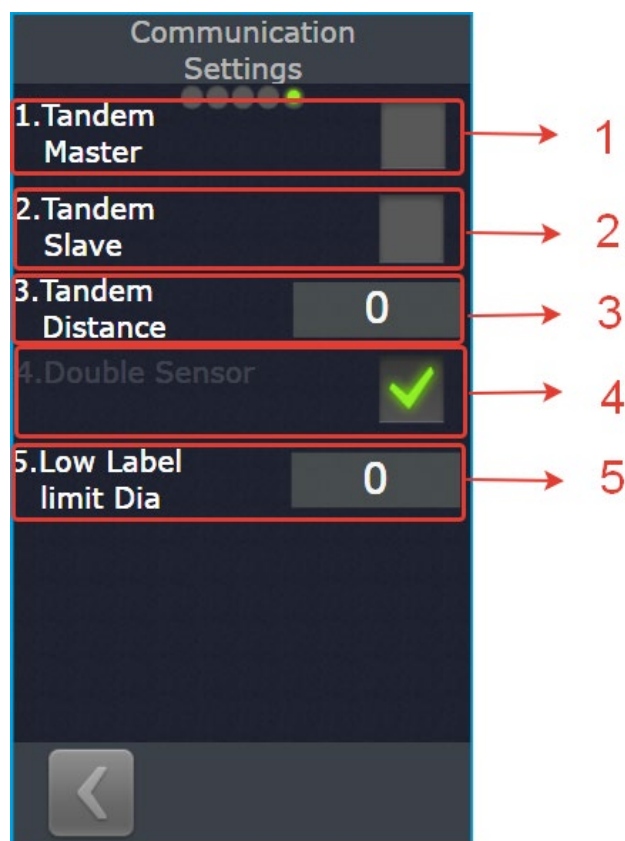 Communication
Settings
1.Tandem
Master
1
2.Tandem
Slave
2
3.Tandem
Distance
0
3
4.Double Sensor
4
5.Low Label
limit Dia
0
5